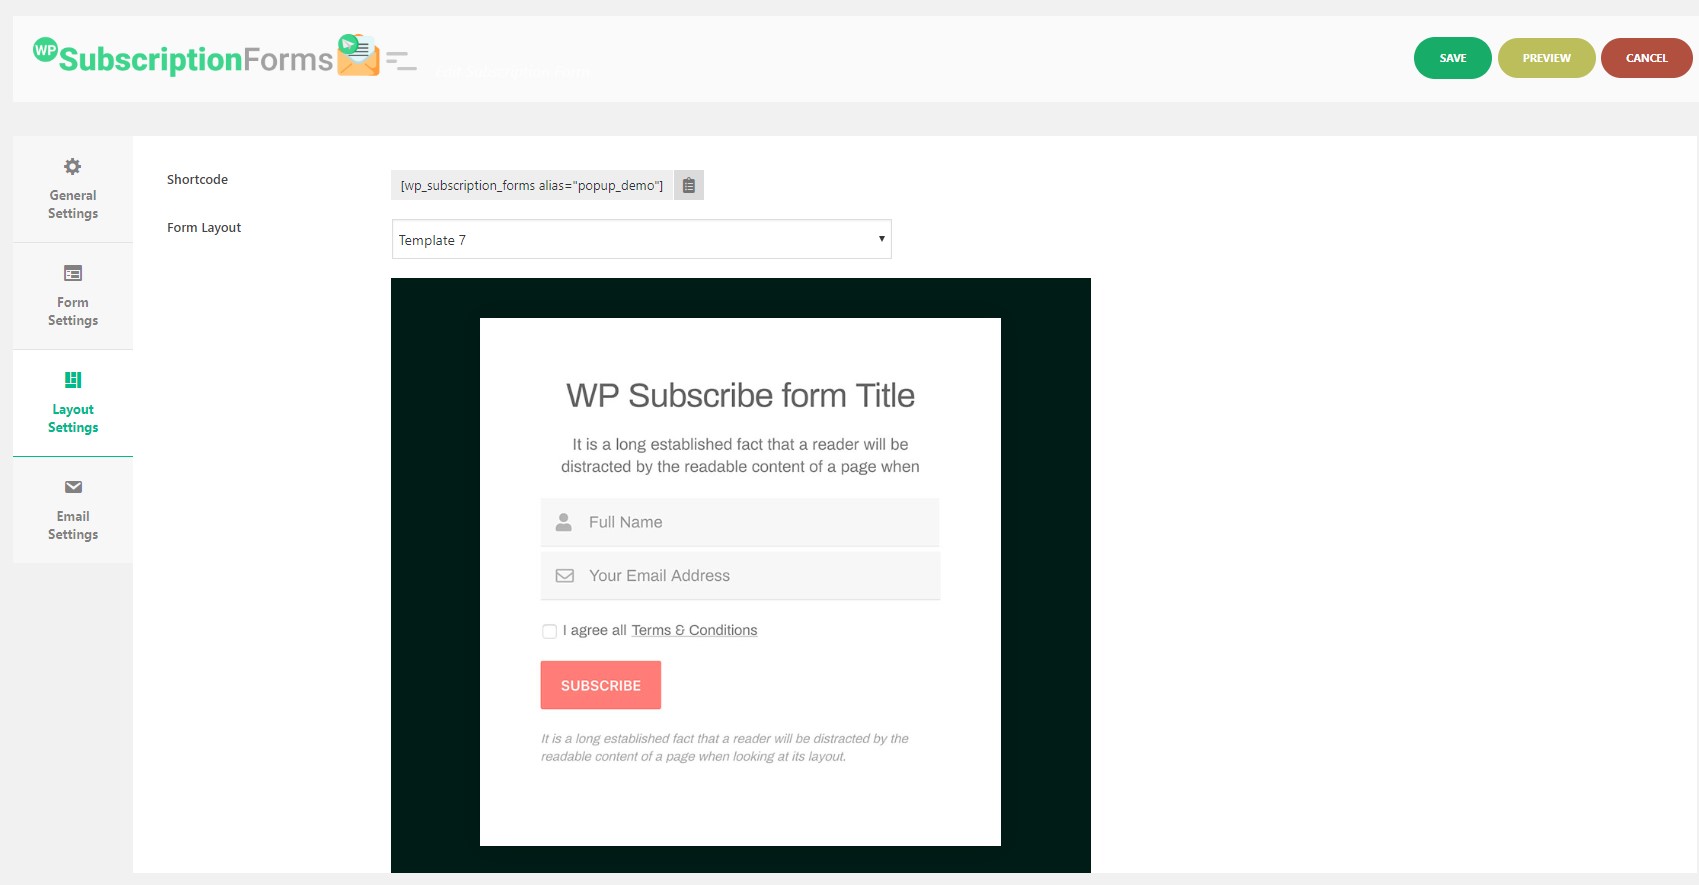 WP SubscriptionForms
SAVE
PREVIEW
CANCEL
General
Settings
Form
Settings
Layout
Settings
Email
Settings
Shortcode
[wp_subscription_forms alias="popup_demo"]
Form Layout
Template 7
WP Subscribe form Title
It is a long established fact that a reader will be
distracted by the readable content of a page when
Full Name
Your Email Address
I agree all Terms & Conditions
SUBSCRIBE
It is a long established fact that a reader will be distracted by the
readable content of a page when looking at its layout.